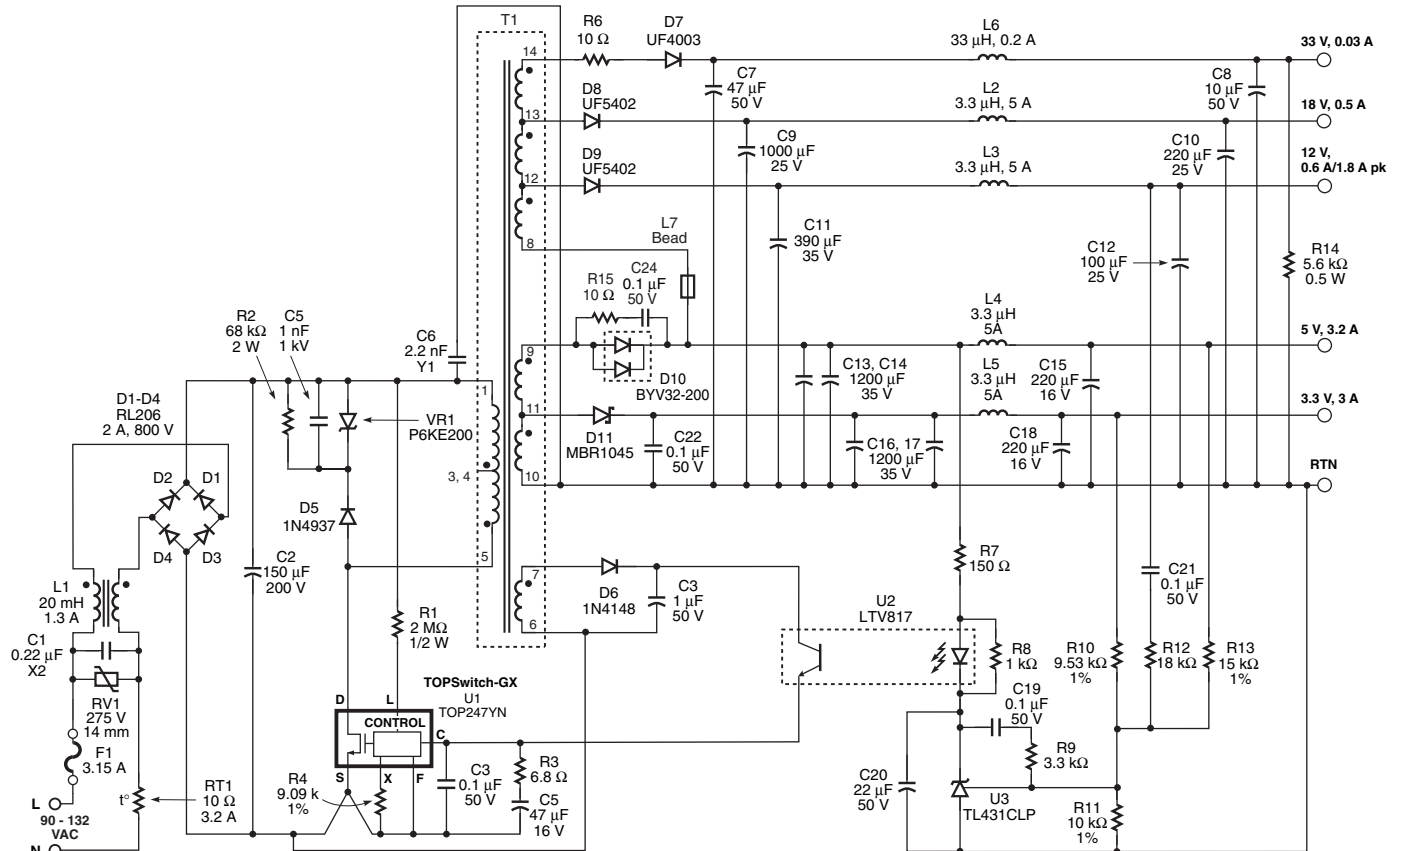 T1
R6
10 Ω
D7
UF4003
L6
33 μH, 0.2 A
33 V, 0.03 A
14
C7
47 μF
50 V
C8
10 μF
50 V
D8
UF5402
L2
3.3 μH, 5 A
18 V, 0.5 A
13
C9
1000 μF
25 V
C10
220 μF
25 V
D9
UF5402
L3
3.3 μH, 5 A
12 V,
0.6 A/1.8 A pk
12
L7
Bead
C11
390 μF
35 V
C12
100 μF
25 V
R14
5.6 kΩ
0.5 W
8
R15
10 Ω
C24
0.1 μF
50 V
L4
3.3 μH
5A
5 V, 3.2 A
9
D10
BYV32-200
C13, C14
1200 μF
35 V
L5
3.3 μH
5A
C15
220 μF
16 V
3.3 V, 3 A
11
D11
MBR1045
C22
0.1 μF
50 V
C16, 17
1200 μF
35 V
C18
220 μF
16 V
RTN
10
R2
68 kΩ
2 W
C5
1 nF
1 kV
C6
2.2 nF
Y1
1
VR1
P6KE200
3, 4
D1-D4
RL206
2 A, 800 V
D2
D1
D4
D3
D5
1N4937
5
C2
150 μF
200 V
L1
20 mH
1.3 A
C1
0.22 μF
X2
RV1
275 V
14 mm
F1
3.15 A
RT1
10 Ω
3.2 A
t°
L
90 - 132
VAC
N
R1
2 MΩ
1/2 W
7
D6
1N4148
C3
1 μF
50 V
6
TOPSwitch-GX
U1
TOP247YN
D
L
CONTROL
C
S
X
F
R4
9.09 k
1%
C3
0.1 μF
50 V
R3
6.8 Ω
C5
47 μF
16 V
U2
LTV817
R7
150 Ω
R8
1 kΩ
C19
0.1 μF
50 V
R9
3.3 kΩ
C20
22 μF
50 V
U3
TL431CLP
R10
9.53 kΩ
1%
R11
10 kΩ
1%
C21
0.1 μF
50 V
R12
18 kΩ
R13
15 kΩ
1%